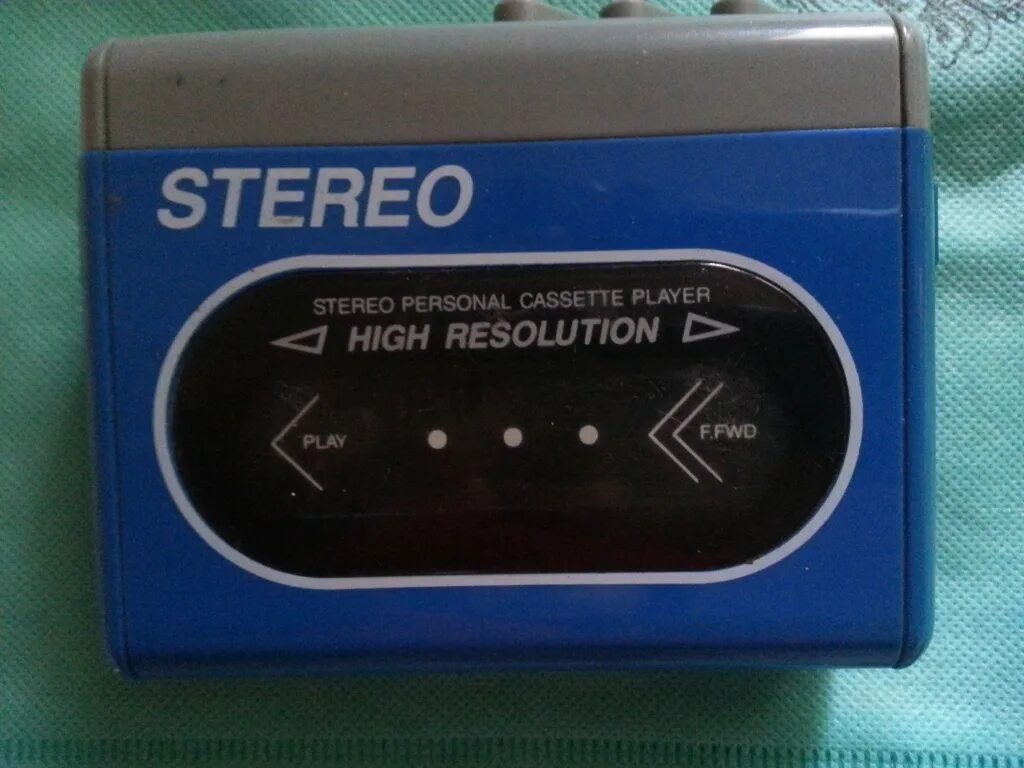 STEREO
STEREO PERSONAL CASSETTE PLAYER
HIGH RESOLUTION
PLAY
F.FWD